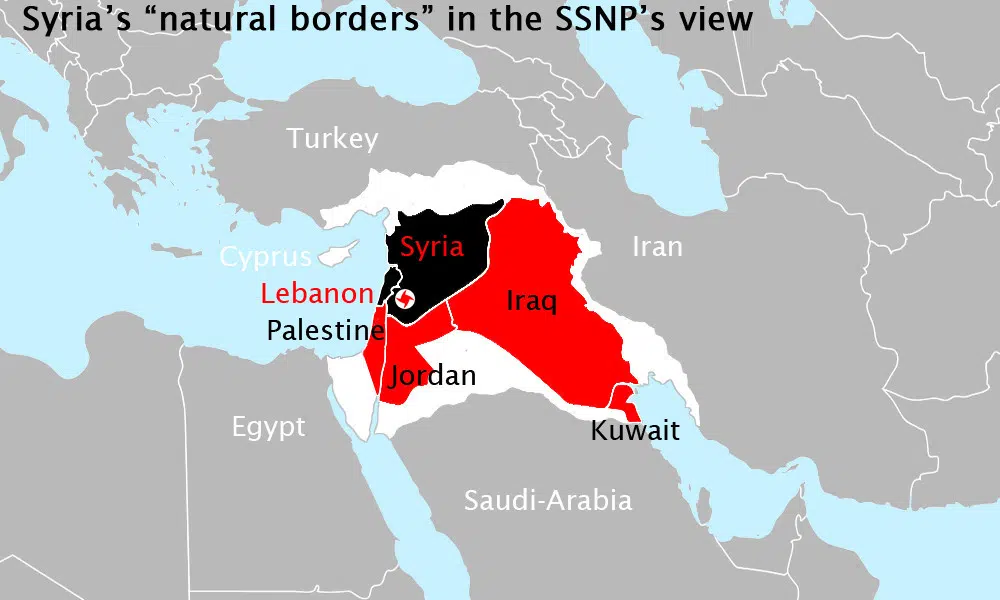 Syria’s “natural borders” in the SSNP’s view
Turkey
Cyprus
Syria
Iran
Lebanon
Iraq
Palestine
Jordan
Egypt
Kuwait
Saudi-Arabia